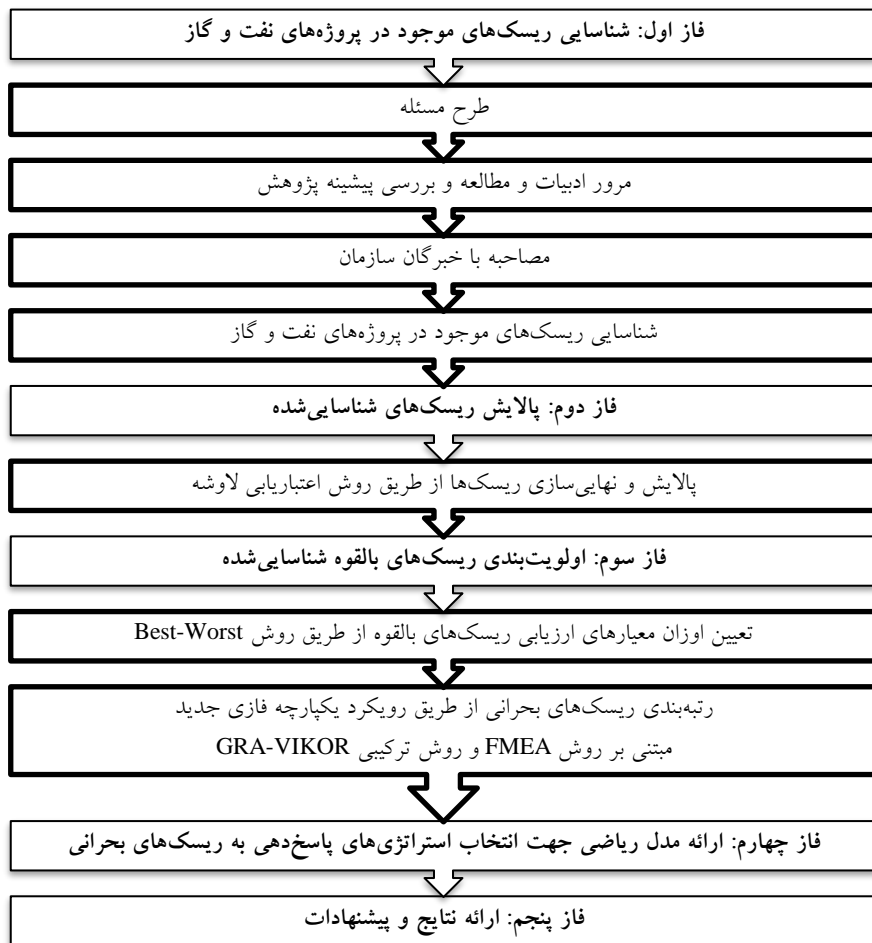 فاز اول: شناسایی ریسک‌های موجود در پروژه‌های نفت و گاز
طرح مسئله
مرور ادبیات و مطالعه و بررسی پیشینه پژوهش
مصاحبه با خبرگان سازمان
شناسایی ریسک‌های موجود در پروژه‌های نفت و گاز
فاز دوم: پالایش ریسک‌های شناسایی‌شده
پالایش و نهایی‌سازی ریسک‌ها از طریق روش اعتباریابی لاوشه
فاز سوم: اولویت‌بندی ریسک‌های بالقوه شناسایی‌شده
تعیین اوزان معیارهای ارزیابی ریسک‌های بالقوه از طریق روش Best-Worst
رتبه‌بندی ریسک‌های بحرانی از طریق رویکرد یکپارچه فازی جدید
مبتنی بر روش FMEA و روش ترکیبی GRA-VIKOR
فاز چهارم: ارائه مدل ریاضی جهت انتخاب استراتژی‌های پاسخ‌دهی به ریسک‌های بحرانی
فاز پنجم: ارائه نتایج و پیشنهادات